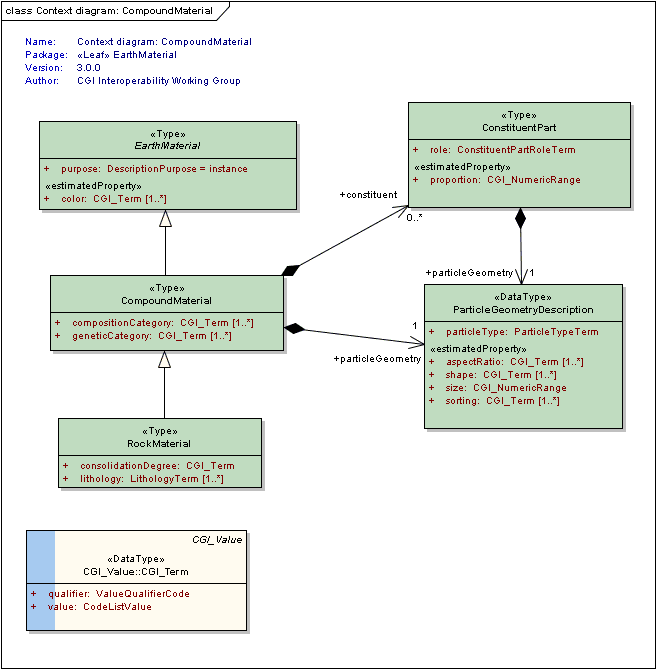 class Context diagram: CompoundMaterial
Name: Context diagram: CompoundMaterial
Package: «Leaf» EarthMaterial
Version: 3.0.0
Author: CGI Interoperability Working Group
«Type»
EarthMaterial
+ purpose: DescriptionPurpose = instance
«estimatedProperty»
+ color: CGI_Term [1..*]
«Type»
ConstituentPart
+ role: ConstituentPartRoleTerm
«estimatedProperty»
+ proportion: CGI_NumericRange
+constituent
0..*
«Type»
CompoundMaterial
+ compositionCategory: CGI_Term [1..*]
+ geneticCategory: CGI_Term [1..*]
+particleGeometry
1
«DataType»
ParticleGeometryDescription
+ particleType: ParticleTypeTerm
«estimatedProperty»
+ aspectRatio: CGI_Term [1..*]
+ shape: CGI_Term [1..*]
+ size: CGI_NumericRange
+ sorting: CGI_Term [1..*]
1
+particleGeometry
«Type»
RockMaterial
+ consolidationDegree: CGI_Term
+ lithology: LithologyTerm [1..*]
CGI_Value
«DataType»
CGI_Value::CGI_Term
+ qualifier: ValueQualifierCode
+ value: CodeListValue